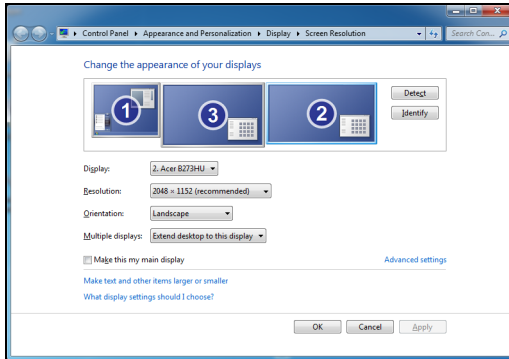 Control Panel ▸ Appearance and Personalization ▸ Display ▸ Screen Resolution
Search Con...
Change the appearance of your displays
1
3
2
Detect
Identify
Display:
2. Acer B273HU
Resolution:
2048 × 1152 (recommended)
Orientation:
Landscape
Multiple displays:
Extend desktop to this display
Make this my main display
Advanced settings
Make text and other items larger or smaller
What display settings should I choose?
OK
Cancel
Apply